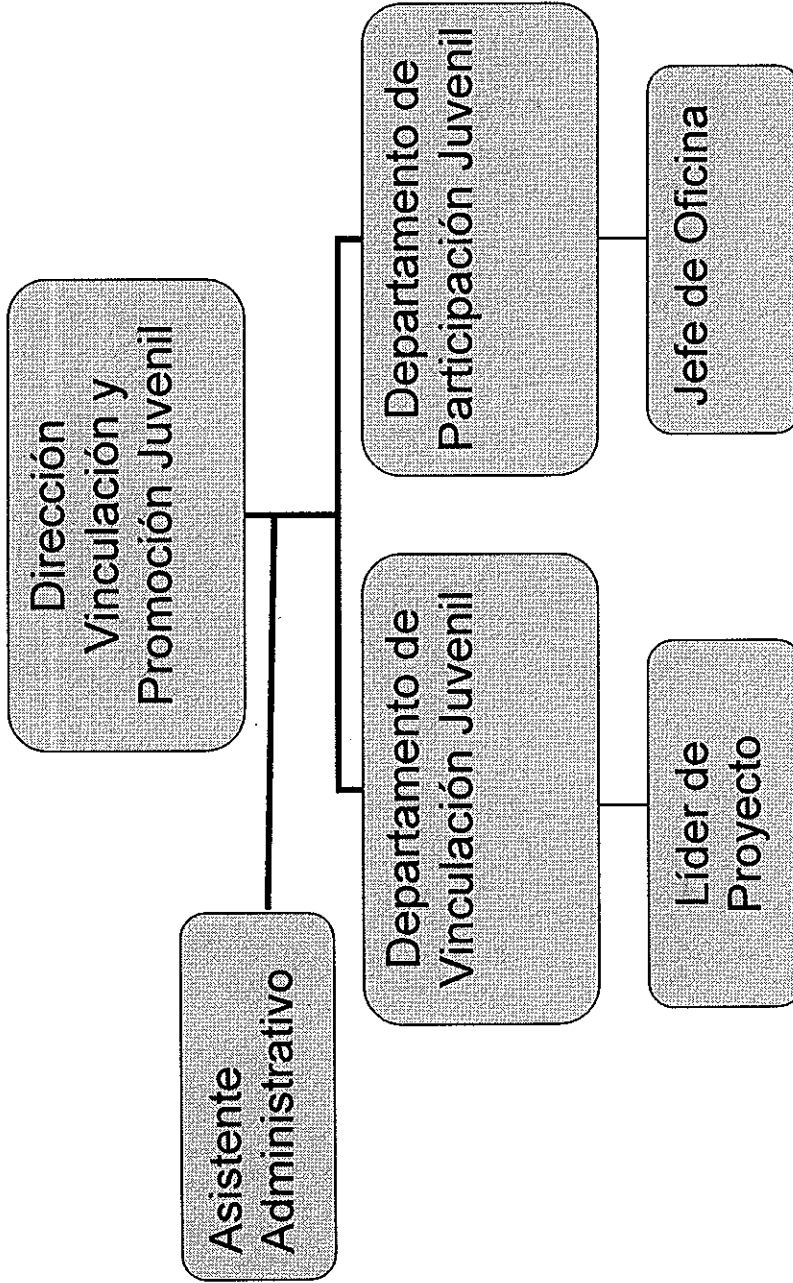 Dirección
Vinculación y
Promoción Juvenil
Asistente
Administrativo
Departamento de
Vinculación Juvenil
Departamento de
Participación Juvenil
Líder de
Proyecto
Jefe de Oficina